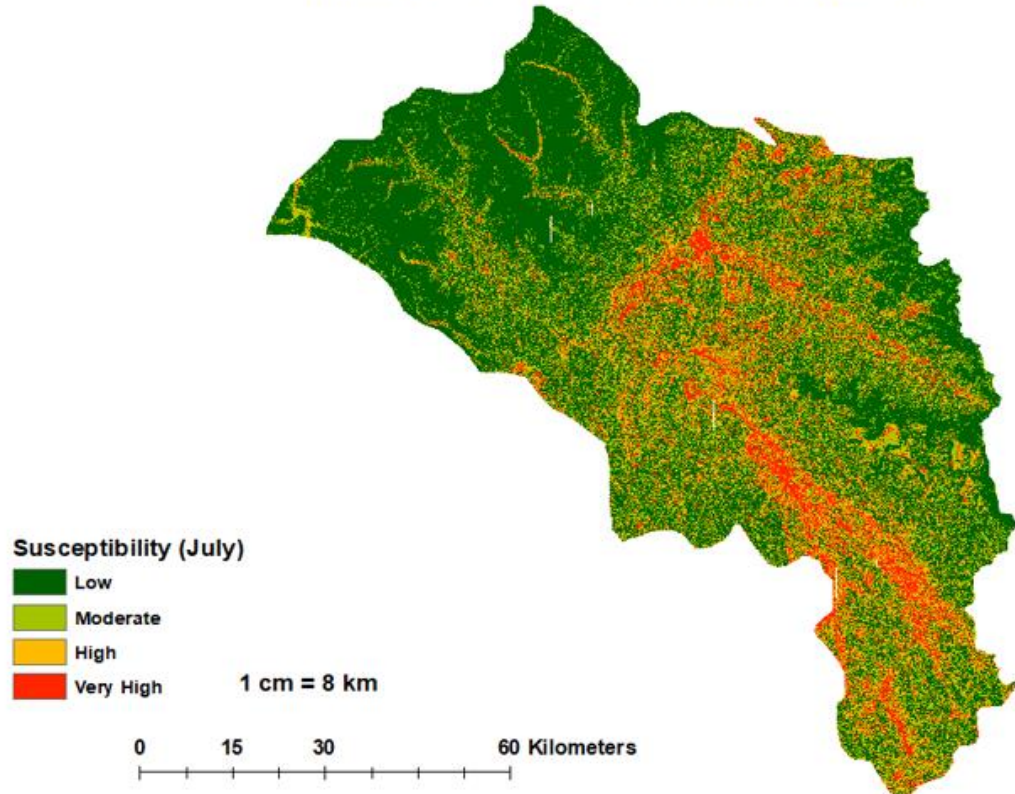 Susceptibility (July)
Low
Moderate
High
Very High
1 cm = 8 km
0 15 30 60 Kilometers